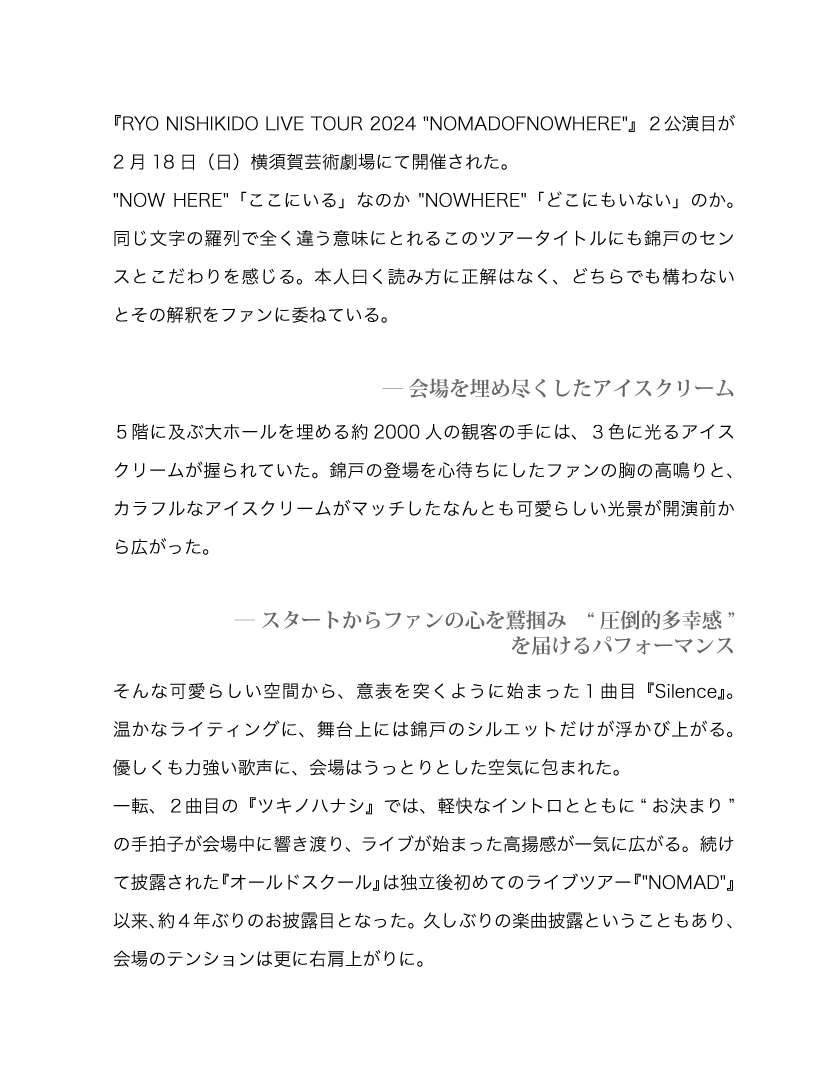 『RYO NISHIKIDO LIVE TOUR 2024 "NOMADOFNOWHERE"』２公演目が
2 月 18 日（日）横須賀芸術劇場にて開催された。
"NOW HERE"「ここにいる」なのか "NOWHERE"「どこにもいない」のか。
同じ文字の羅列で全く違う意味にとれるこのツアータイトルにも錦戸のセン
スとこだわりを感じる。本人曰く読み方に正解はなく、どちらでも構わない
とその解釈をファンに委ねている。
― 会場を埋め尽くしたアイスクリーム
５階に及ぶ大ホールを埋める約 2000 人の観客の手には、３色に光るアイス
クリームが握られていた。錦戸の登場を心待ちにしたファンの胸の高鳴りと、
カラフルなアイスクリームがマッチしたなんとも可愛らしい光景が開演前か
ら広がった。
― スタートからファンの心を鷲掴み　“ 圧倒的多幸感 ”
を届けるパフォーマンス
そんな可愛らしい空間から、意表を突くように始まった１曲目『Silence』。
温かなライティングに、舞台上には錦戸のシルエットだけが浮かび上がる。
優しくも力強い歌声に、会場はうっとりとした空気に包まれた。
一転、２曲目の『ツキノハナシ』では、軽快なイントロとともに “ お決まり ”
の手拍子が会場中に響き渡り、ライブが始まった高揚感が一気に広がる。続け
て披露された『オールドスクール』は独立後初めてのライブツアー『"NOMAD"』
以来、約４年ぶりのお披露目となった。久しぶりの楽曲披露ということもあり、
会場のテンションは更に右肩上がりに。